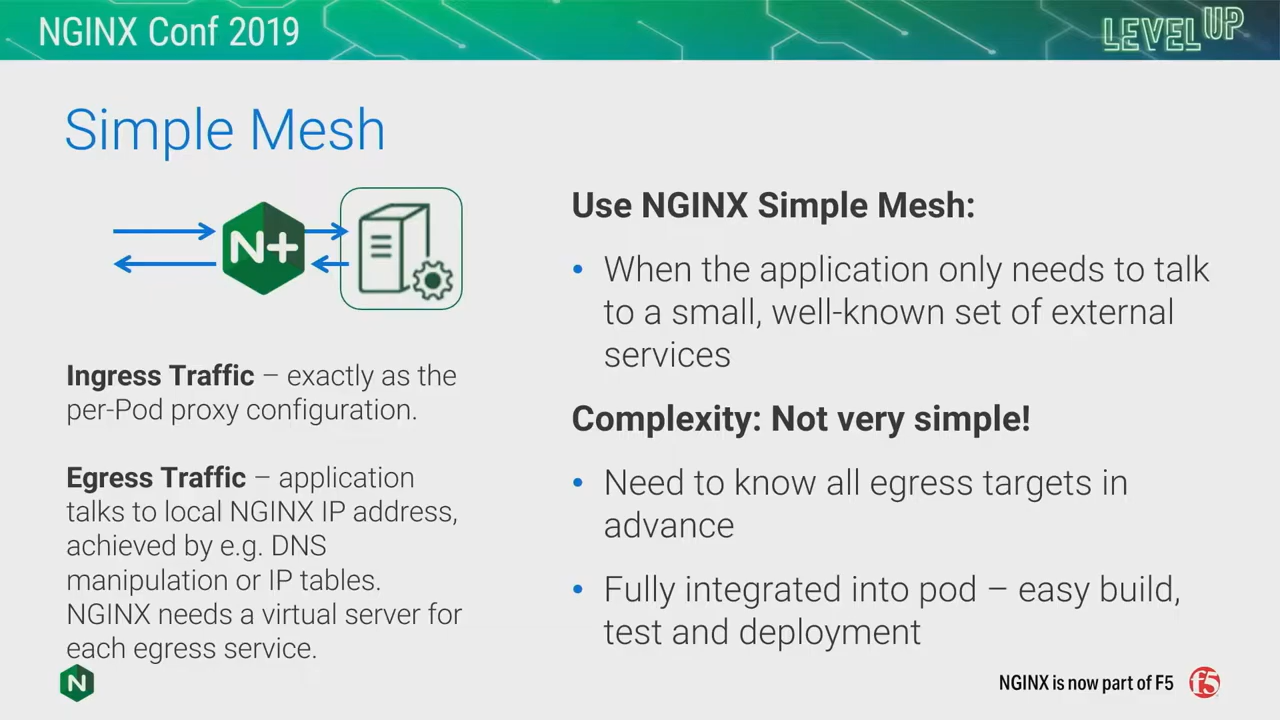 NGINX Conf 2019
LEVEL UP
Simple Mesh
N+
Ingress Traffic – exactly as the
per-Pod proxy configuration.
Egress Traffic – application
talks to local NGINX IP address,
achieved by e.g. DNS
manipulation or IP tables.
NGINX needs a virtual server for
each egress service.
Use NGINX Simple Mesh:
• When the application only needs to talk
to a small, well-known set of external
services
Complexity: Not very simple!
• Need to know all egress targets in
advance
• Fully integrated into pod – easy build,
test and deployment
N
NGINX is now part of F5
f5